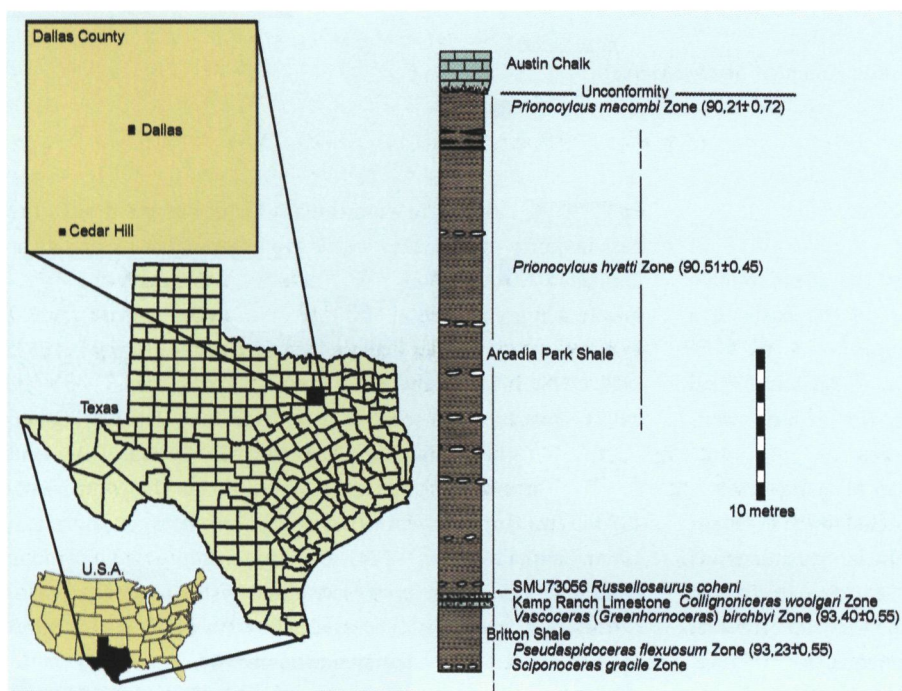 Dallas County
Dallas
Cedar Hill
Texas
U.S.A.
Austin Chalk
Unconformity
Prionocylcus macombi Zone (90,21±0,72)
Prionocylcus hyatti Zone (90,51±0,45)
Arcadia Park Shale
10 metres
SMU73056 Russellosaurus coheni
Kamp Ranch Limestone Collignoniceras woolgari Zone
Vascoceras (Greenhornoceras) birchbyi Zone (93,40±0,55)
Britton Shale
Pseudaspidoceras flexuosum Zone (93,23±0,55)
Sciponoceras gracile Zone